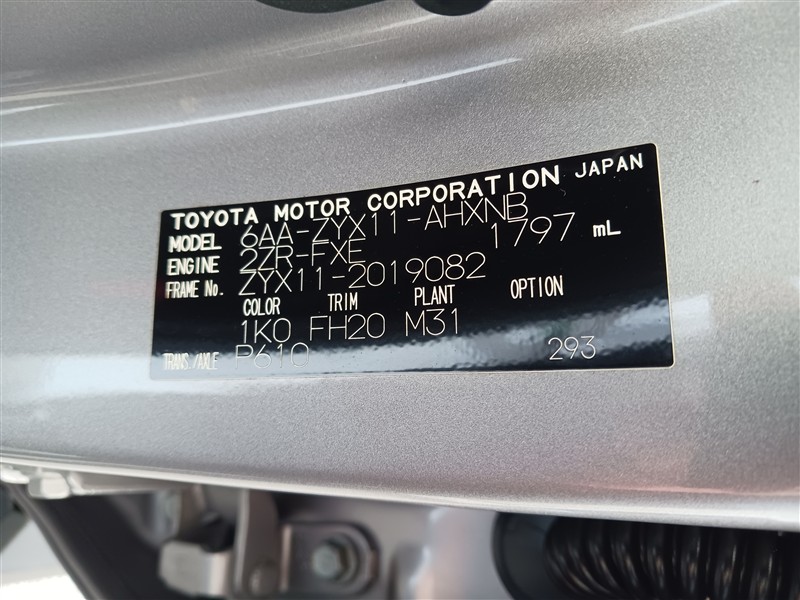 TOYOTA MOTOR CORPORATION JAPAN
MODEL 6AA-ZYX11-AHXNB
ENGINE 2ZR-FXE 1797 mL
FRAME No. ZYX11-2019082
COLOR TRIM PLANT OPTION
1K0 FH20 M31
TRANS./AXLE P610 293